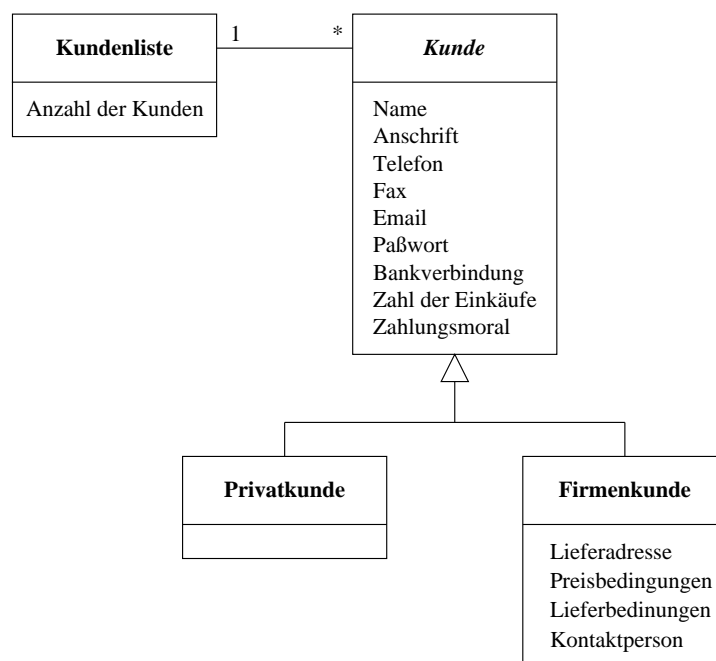 Kundenliste
1
*
Kunde
Anzahl der Kunden
Name
Anschrift
Telefon
Fax
Email
Paßwort
Bankverbindung
Zahl der Einkäufe
Zahlungsmoral
Privatkunde
Firmenkunde
Lieferadresse
Preisbedingungen
Lieferbedinungen
Kontaktperson